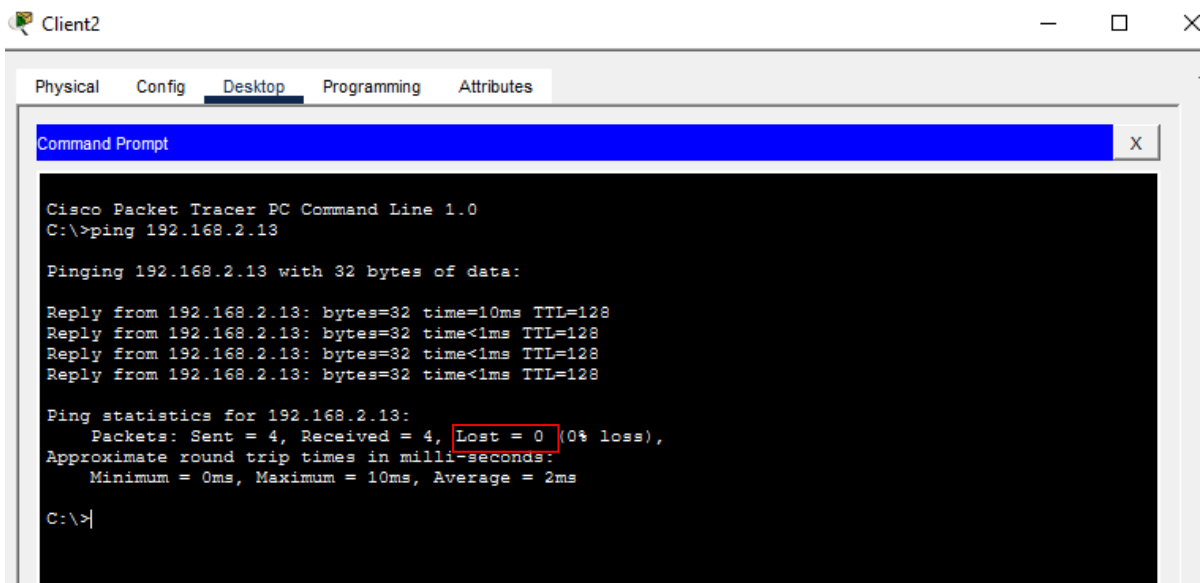 Client2
Physical Config Desktop Programming Attributes
Command Prompt X
Cisco Packet Tracer PC Command Line 1.0
C:\>ping 192.168.2.13
Pinging 192.168.2.13 with 32 bytes of data:
Reply from 192.168.2.13: bytes=32 time=10ms TTL=128
Reply from 192.168.2.13: bytes=32 time<1ms TTL=128
Reply from 192.168.2.13: bytes=32 time<1ms TTL=128
Reply from 192.168.2.13: bytes=32 time<1ms TTL=128
Ping statistics for 192.168.2.13:
Packets: Sent = 4, Received = 4, Lost = 0 (0% loss),
Approximate round trip times in milli-seconds:
Minimum = 0ms, Maximum = 10ms, Average = 2ms
C:\>